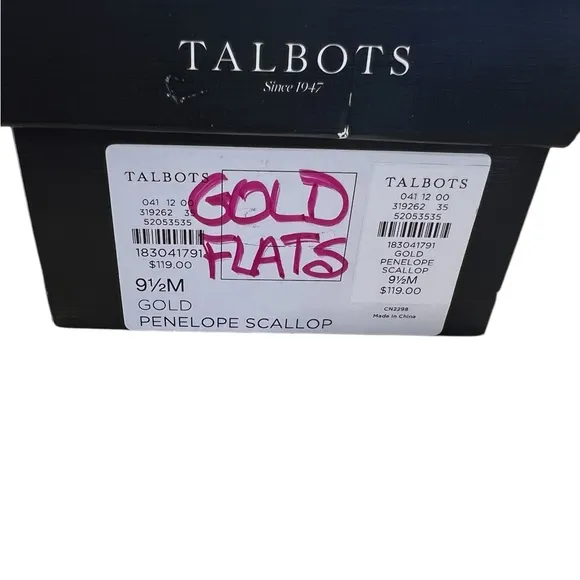 TALBOTS
Since 1947
TALBOTS
041 12 00
319262 35
52053535
183041791
$119.00
9½M
GOLD
PENELOPE SCALLOP
GOLD
FLATS
TALBOTS
041 12 00
319262 35
52053535
183041791
GOLD
PENELOPE
SCALLOP
9½M
$119.00
CN2298
Made in China